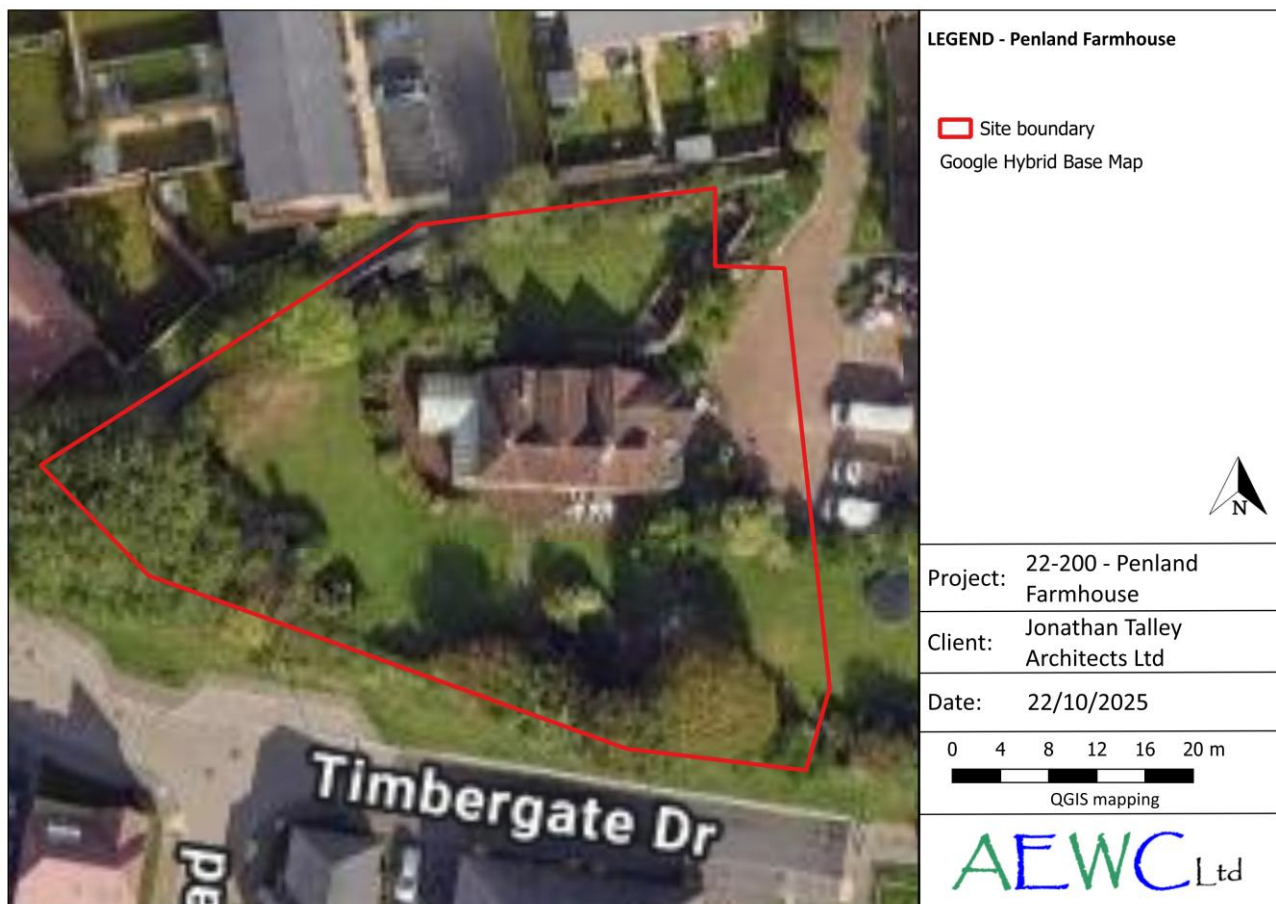 LEGEND - Penland Farmhouse
Site boundary
Google Hybrid Base Map
N
Project: 22-200 - Penland
Farmhouse
Client: Jonathan Talley
Architects Ltd
Date: 22/10/2025
0 4 8 12 16 20 m
QGIS mapping
AEWC Ltd
Timbergate Dr